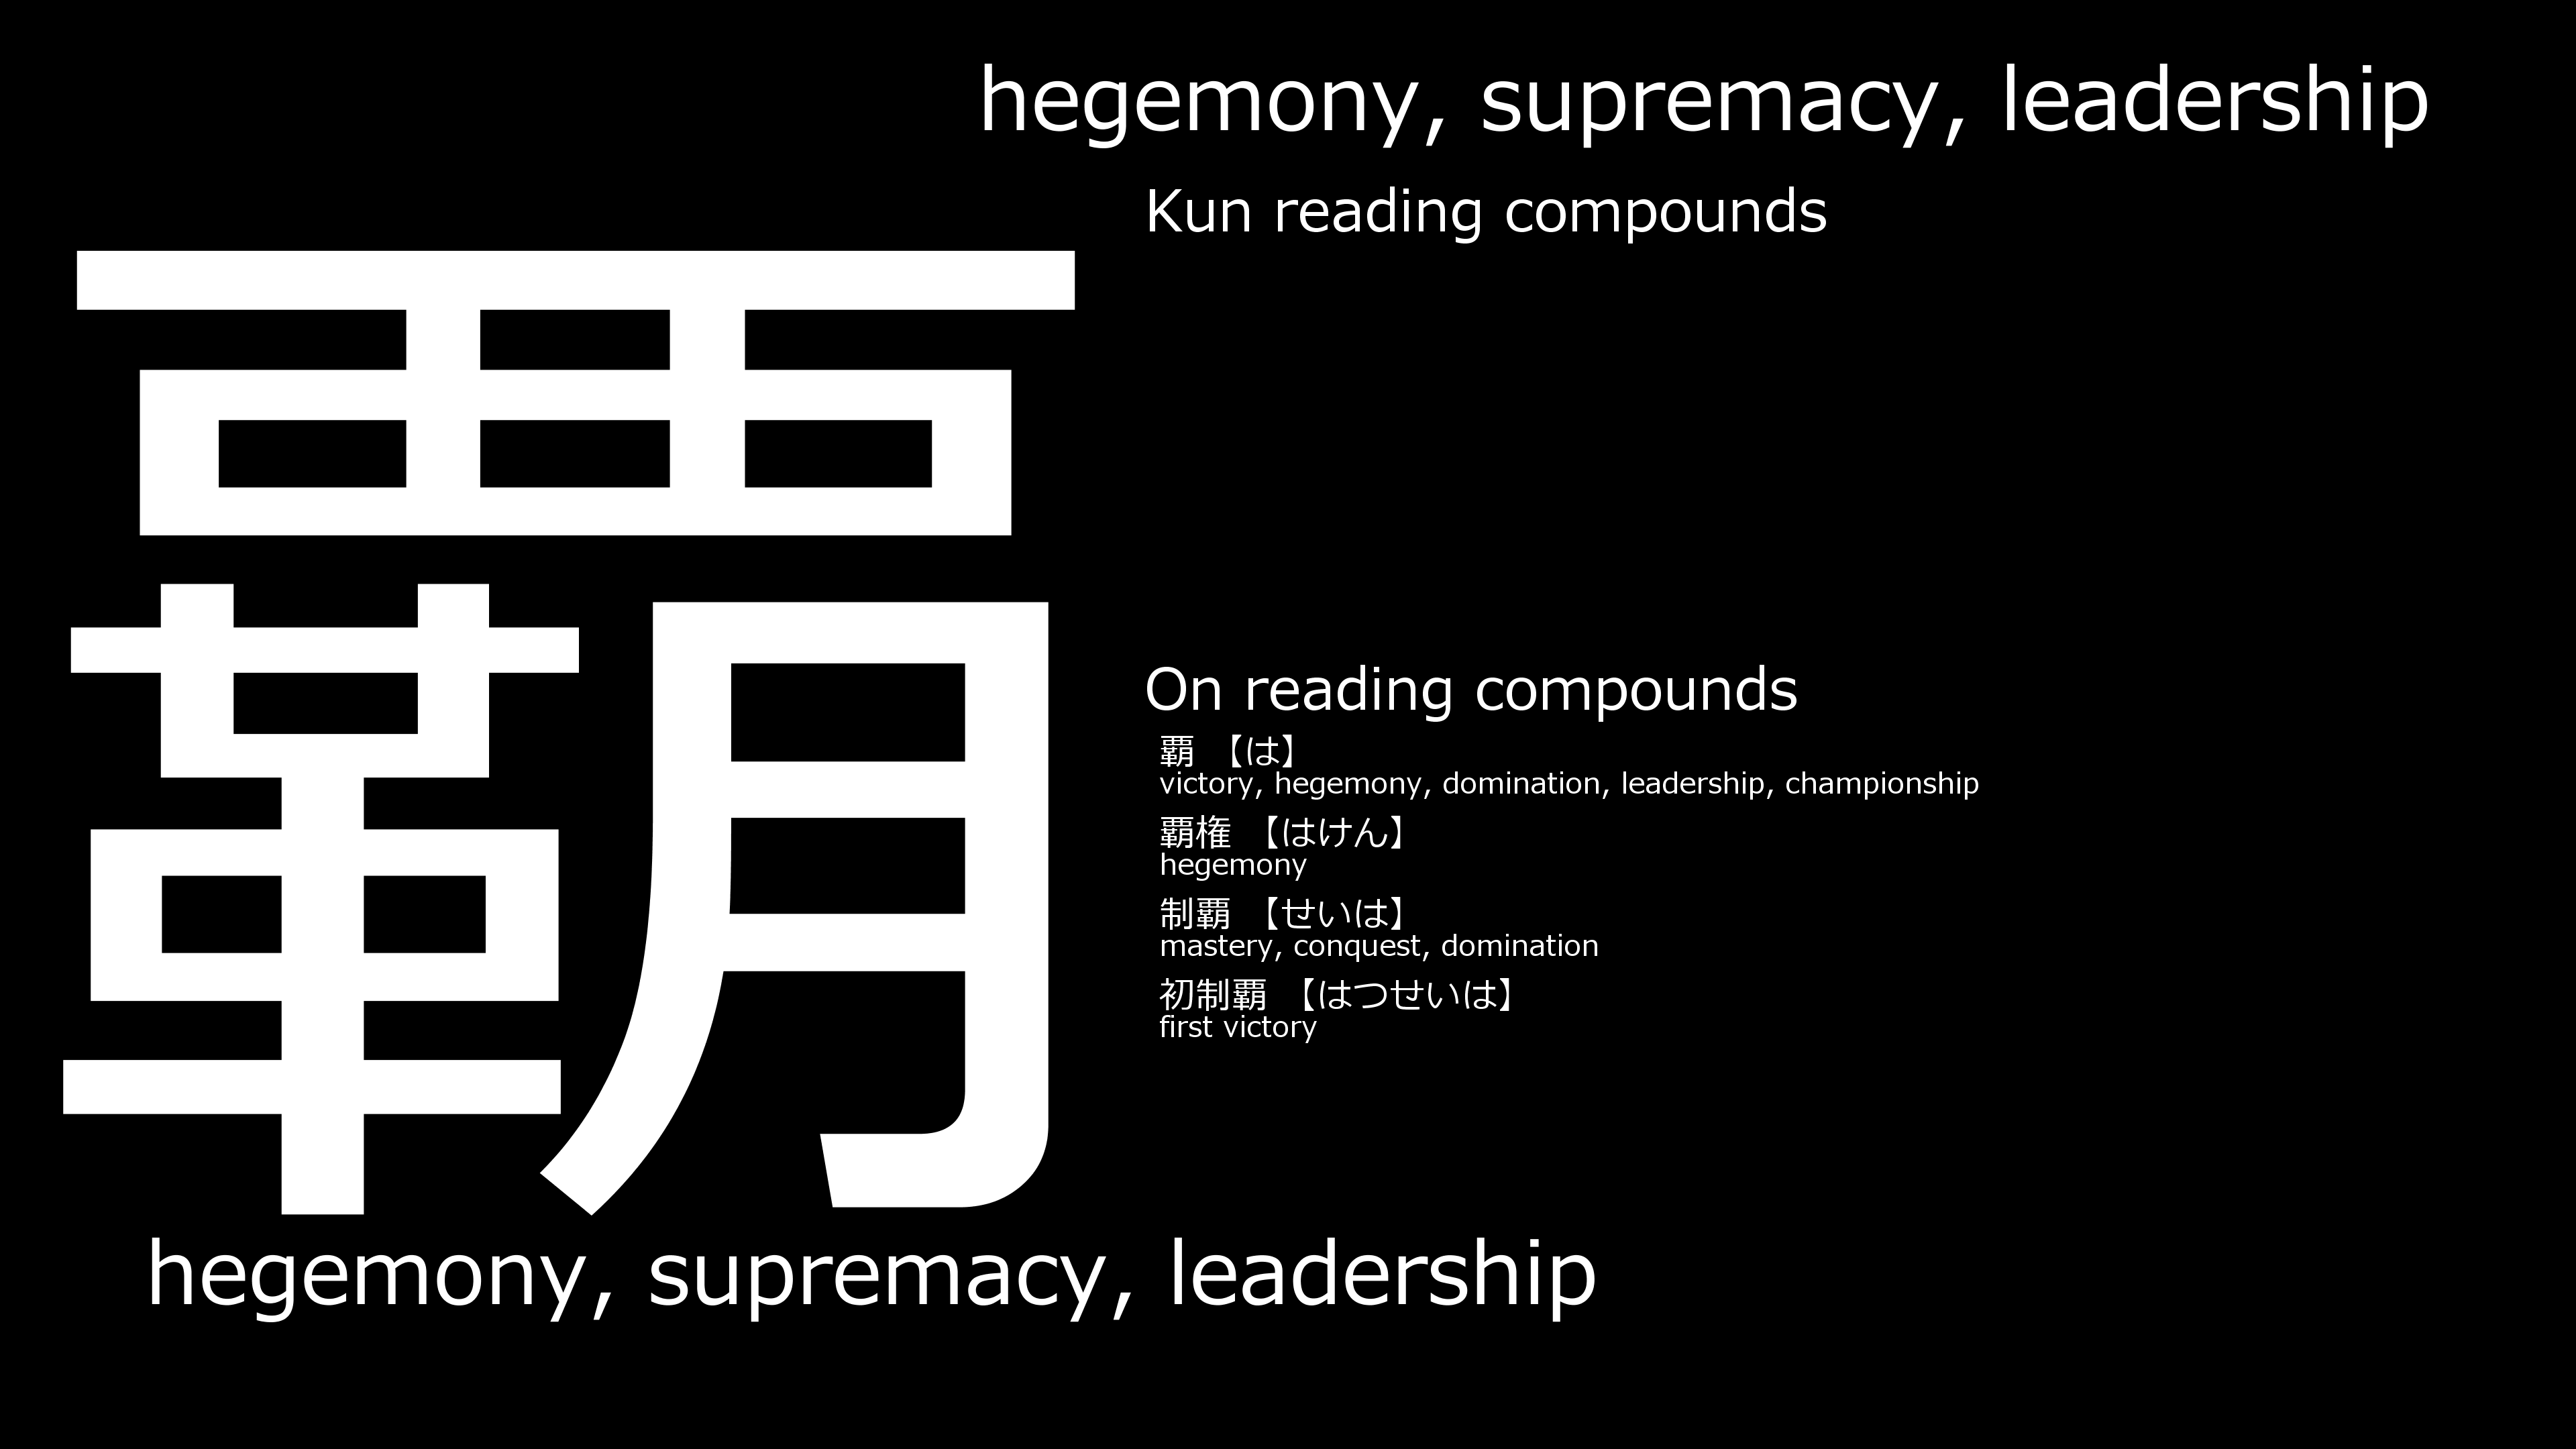 hegemony, supremacy, leadership
Kun reading compounds
覇
On reading compounds
覇 【は】
victory, hegemony, domination, leadership, championship
覇権 【はけん】
hegemony
制覇 【せいは】
mastery, conquest, domination
初制覇 【はつせいは】
first victory
hegemony, supremacy, leadership